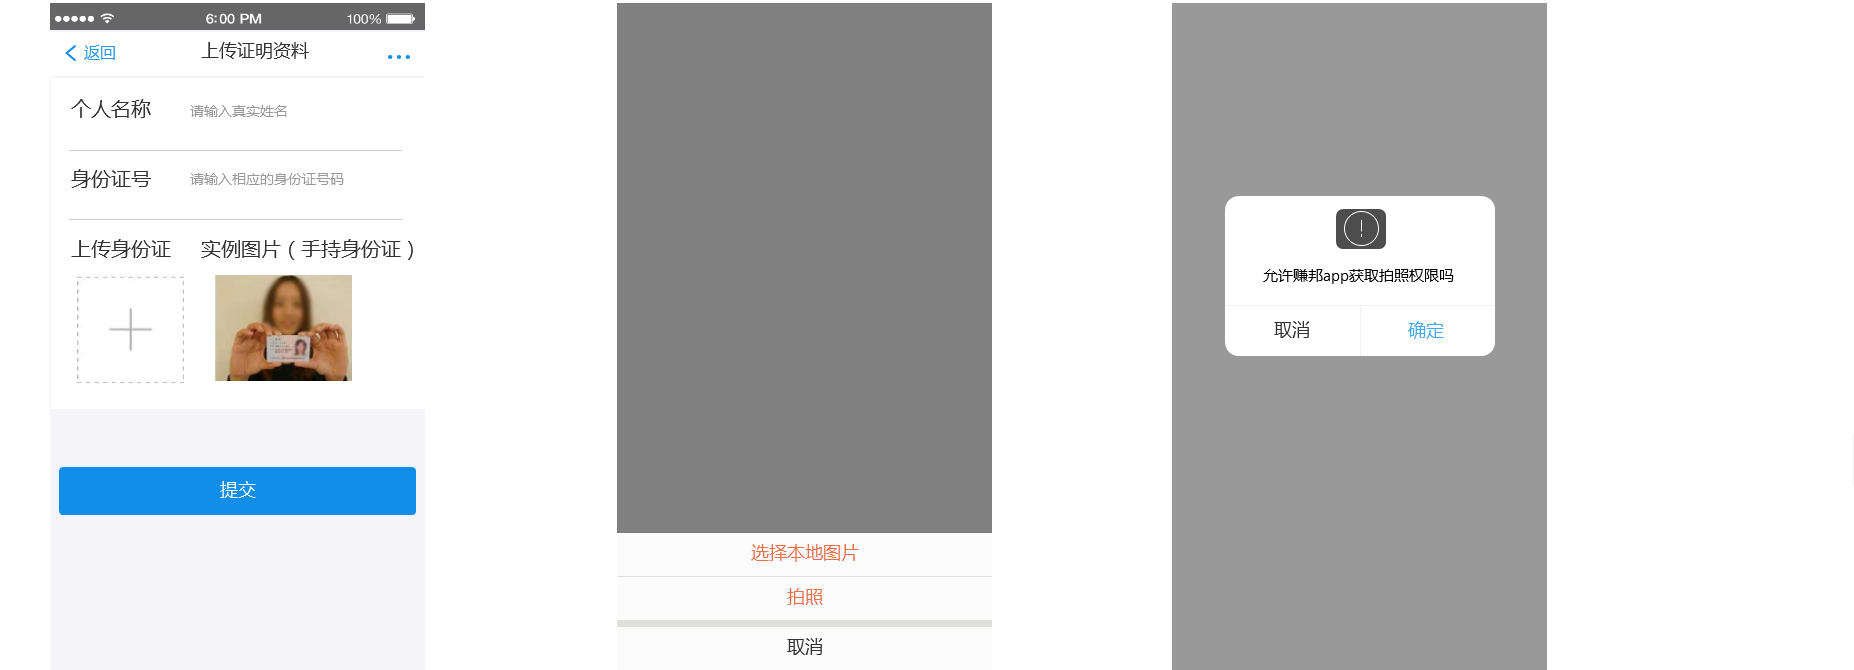 6:00 PM
100%
返回
上传证明资料
个人名称
请输入真实姓名
身份证号
请输入相应的身份证号码
上传身份证
实例图片（手持身份证）
提交
选择本地图片
拍照
取消
允许赚邦app获取拍照权限吗
取消
确定